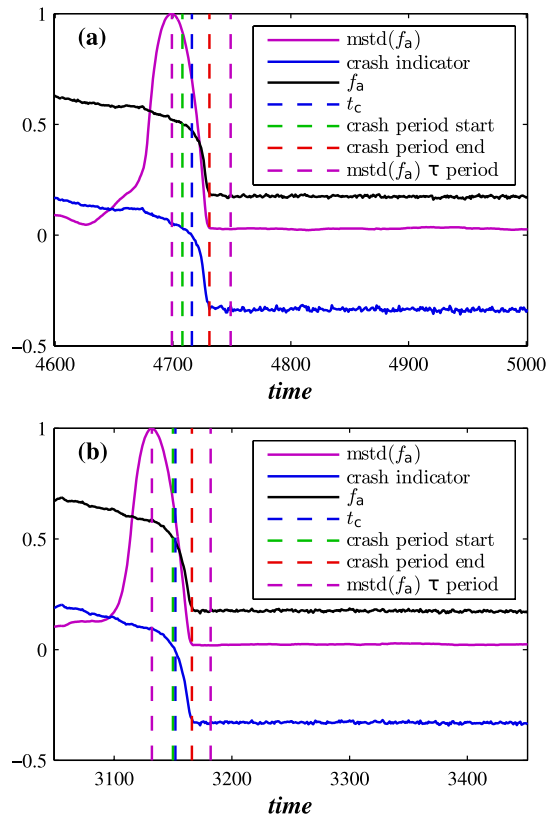 1
(a)
mstd(fₐ)
crash indicator
fₐ
t_c
crash period start
crash period end
mstd(fₐ) τ period
0.5
0
−0.5
4600 4700 4800 4900 5000
time
1
(b)
mstd(fₐ)
crash indicator
fₐ
t_c
crash period start
crash period end
mstd(fₐ) τ period
0.5
0
−0.5
3100 3200 3300 3400
time